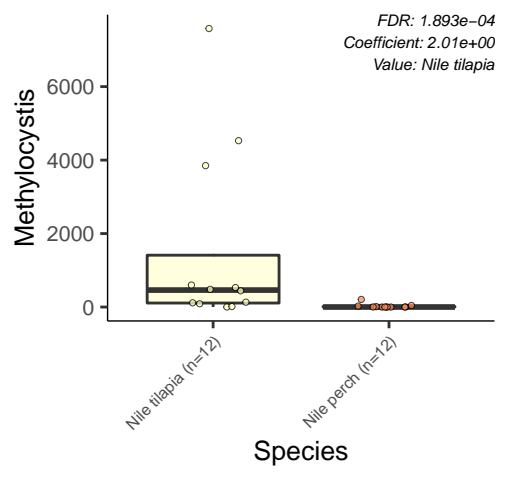 FDR: 1.893e−04
Coefficient: 2.01e+00
Value: Nile tilapia
Methylocystis
6000
4000
2000
0
Nile tilapia (n=12)
Nile perch (n=12)
Species